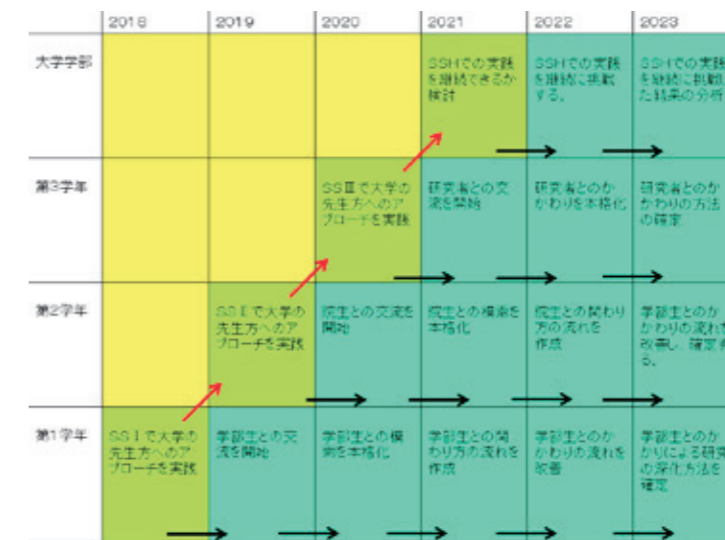 2018 2019 2020 2021 2022 2023
大学学部
SSHでの実践
を継続できるか
検討
SSHでの実践
を継続に挑戦
する。
SSHでの実践
を継続に挑戦し
た結果の分析
第3学年
SSⅢで大学の
先生方へのア
プローチを実践
研究者との交
流を開始
研究者とのか
かわりを本格化
研究者とのか
かわりの方法
の確定
第2学年
SSⅡで大学の
先生方へのア
プローチを実践
院生との交流を
開始
院生との模索を
本格化
院生との関わり
方の流れを
作成
学部生とのか
かわりの流れを
改善し、確定す
る。
第1学年
SSⅠで大学の
先生方へのア
プローチを実践
学部生との交
流を開始
学部生との模
索を本格化
学部生との関
わり方の流れを
作成
学部生とのか
かわりの流れを
改善
学部生とのか
かりによる研究
の深化方法を
確定